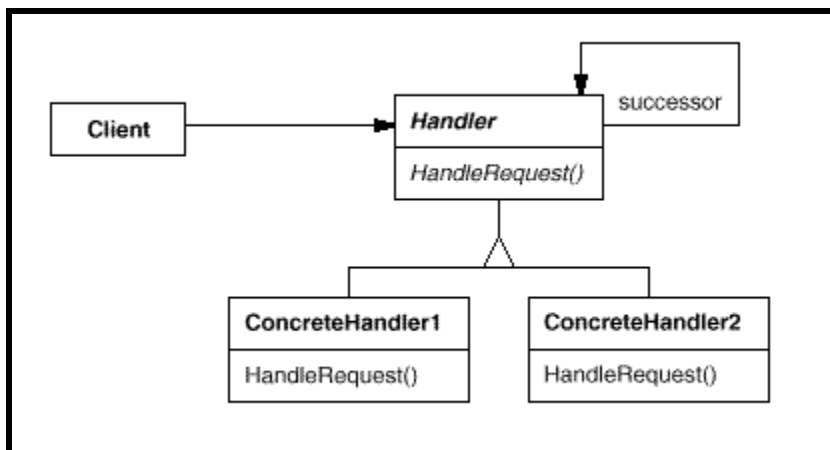 successor
Client
Handler
HandleRequest()
ConcreteHandler1
ConcreteHandler2
HandleRequest()
HandleRequest()